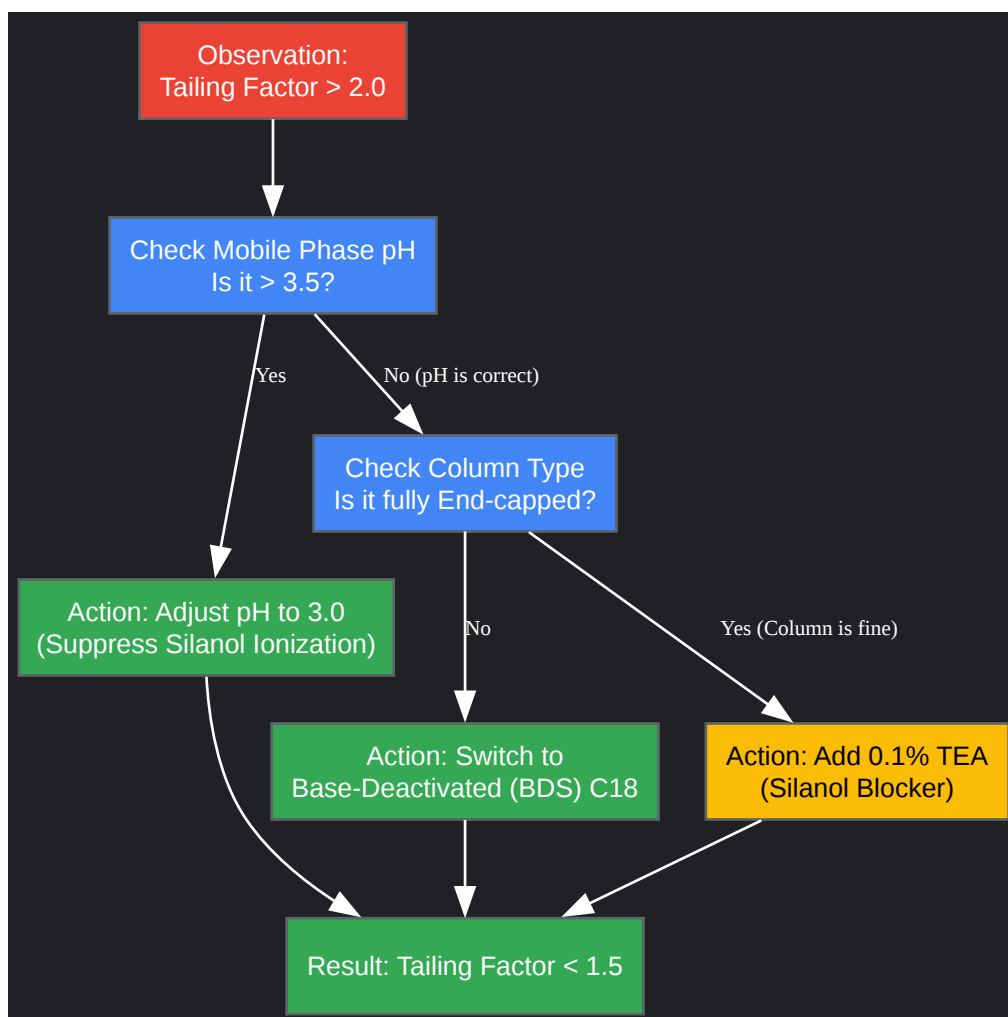 Observation:
Tailing Factor > 2.0
Check Mobile Phase pH
Is it > 3.5?
Yes
No (pH is correct)
Check Column Type
Is it fully End-capped?
Action: Adjust pH to 3.0
(Suppress Silanol Ionization)
No
Yes (Column is fine)
Action: Switch to
Base-Deactivated (BDS) C18
Action: Add 0.1% TEA
(Silanol Blocker)
Result: Tailing Factor < 1.5